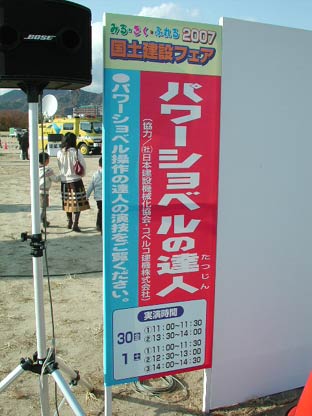 BOSE
みる・きく・ふれる 2007
国土建設フェア
パワーショベルの達人
たつじん
(協力/(社)日本建設機械化協会・コベルコ建機株式会社)
●パワーショベル操作の達人の演技をご覧ください。
実演時間
30金 ①11:00~11:30
②13:30~14:00
1土 ①11:00~11:30
②12:30~13:00
③14:00~14:30